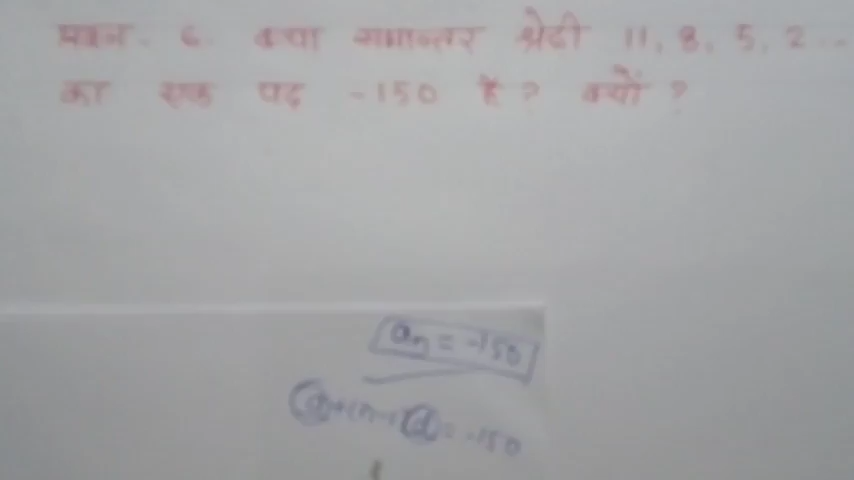 प्रश्न. 6. क्या समान्तर श्रेढी 11, 8, 5, 2...
का एक पद -150 है? क्यों?
an = -150
a+(n-1)d = -150